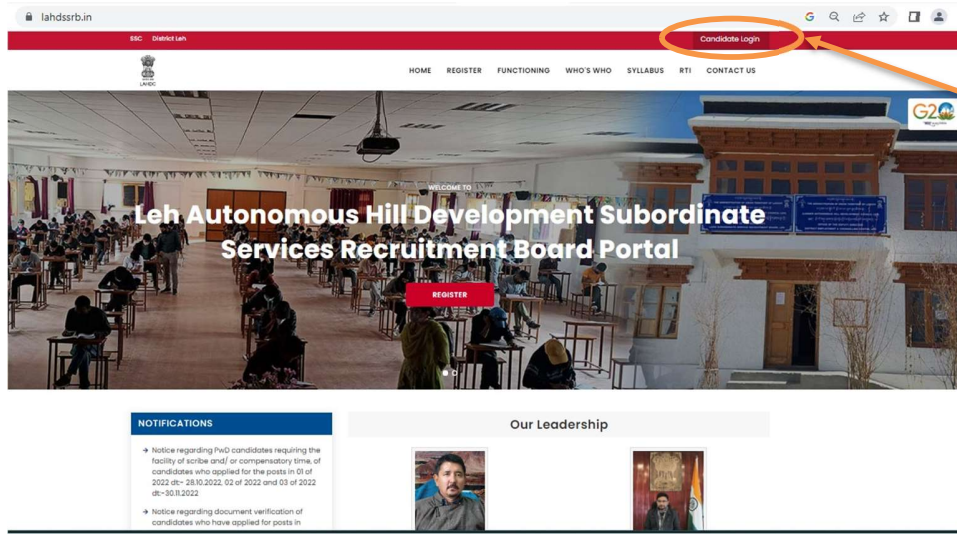 lahdssrb.in
SSC District Leh
Candidate Login
LAHDC
HOME REGISTER FUNCTIONING WHO'S WHO SYLLABUS RTI CONTACT US
G20
WELCOME TO
Leh Autonomous Hill Development Subordinate
Services Recruitment Board Portal
REGISTER
NOTIFICATIONS
Notice regarding PwD candidates requiring the
facility of scribe and/ or compensatory time, of
candidates who applied for the posts in 01 of
2022 dt:- 28.10.2022, 02 of 2022 and 03 of 2022
dt:-30.11.2022
Notice regarding document verification of
candidates who have applied for posts in
Our Leadership